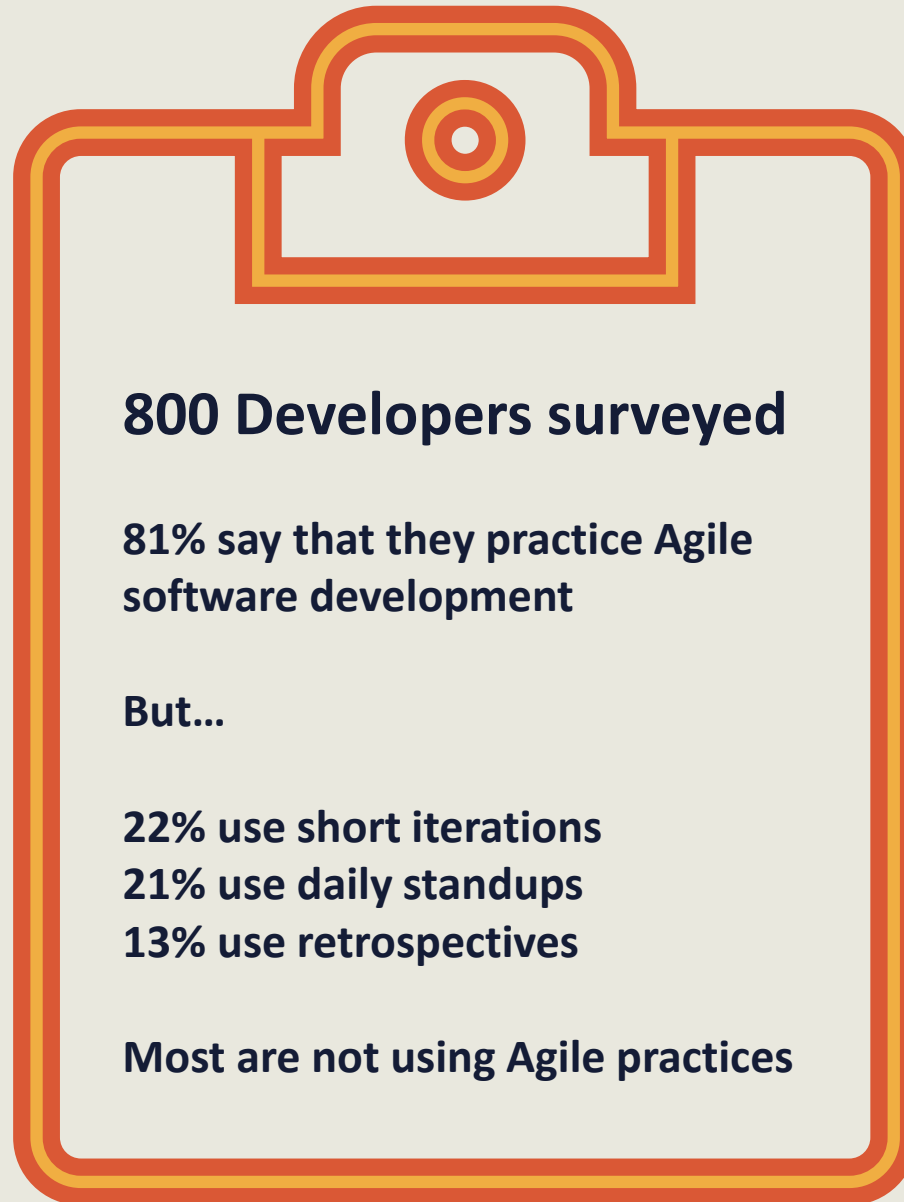 800 Developers surveyed
81% say that they practice Agile
software development
But…
22% use short iterations
21% use daily standups
13% use retrospectives
Most are not using Agile practices